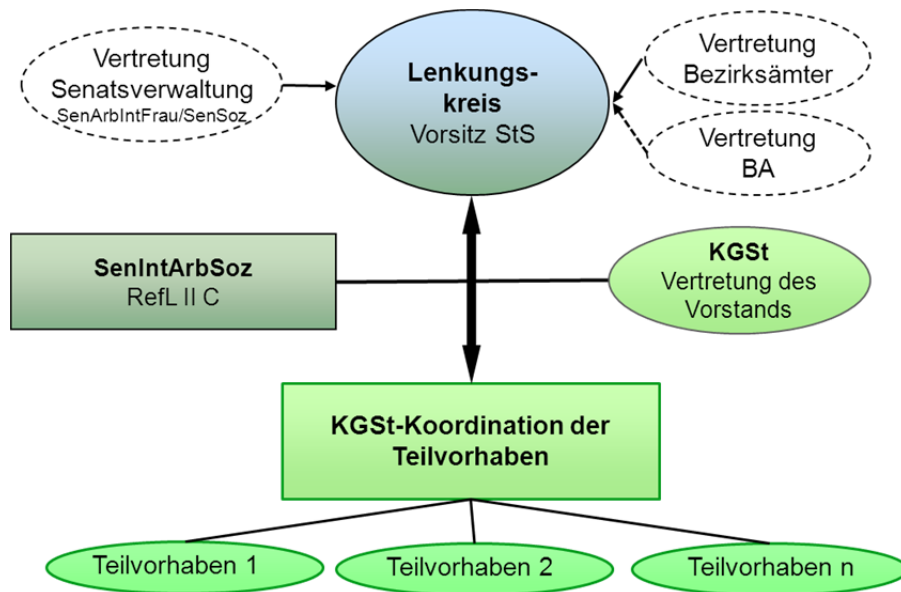 Vertretung
Senatsverwaltung
SenArbIntFrau/SenSoz
Lenkungs-
kreis
Vorsitz StS
Vertretung
Bezirksämter
Vertretung
BA
SenIntArbSoz
RefL II C
KGSt
Vertretung des
Vorstands
KGSt-Koordination der
Teilvorhaben
Teilvorhaben 1
Teilvorhaben 2
Teilvorhaben n